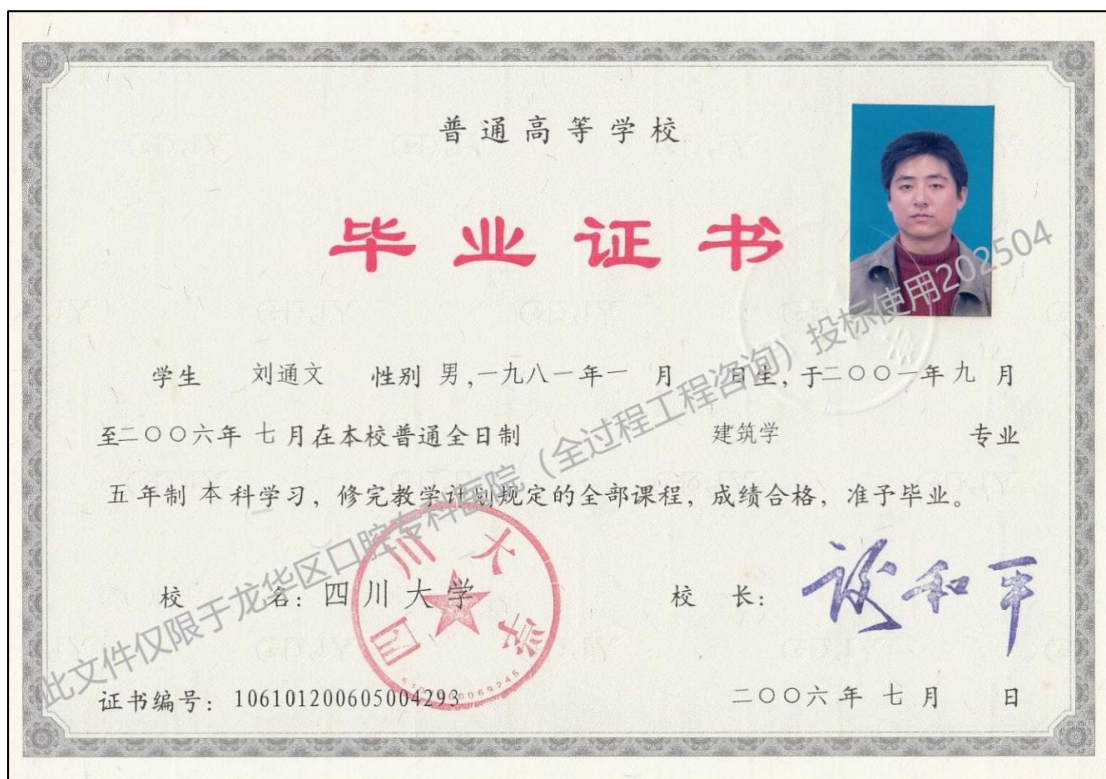 普通高等学校
毕业证书
学生 刘通文 性别 男,一九八一年一 月 日生,于二〇〇一年九 月
至二〇〇六年 七月在本校普通全日制 建筑学 专业
五年制 本科学习，修完教学计划规定的全部课程，成绩合格，准予毕业。
校 名：四川大学 校 长：谢和平
四川大学
证书编号：106101200605004293 二〇〇六年 七月 日
此文件仅限于龙华区口腔专科医院（全过程工程咨询）投标使用202504